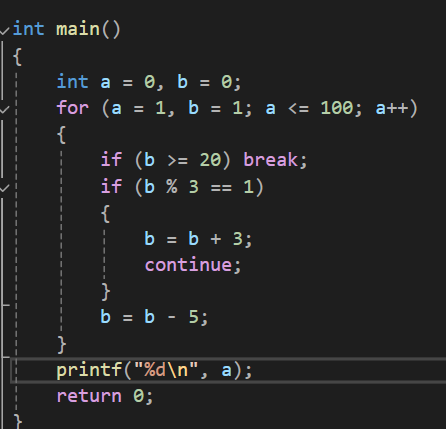 int main()
{
int a = 0, b = 0;
for (a = 1, b = 1; a <= 100; a++)
{
if (b >= 20) break;
if (b % 3 == 1)
{
b = b + 3;
continue;
}
b = b - 5;
}
printf("%d\n", a);
return 0;
}